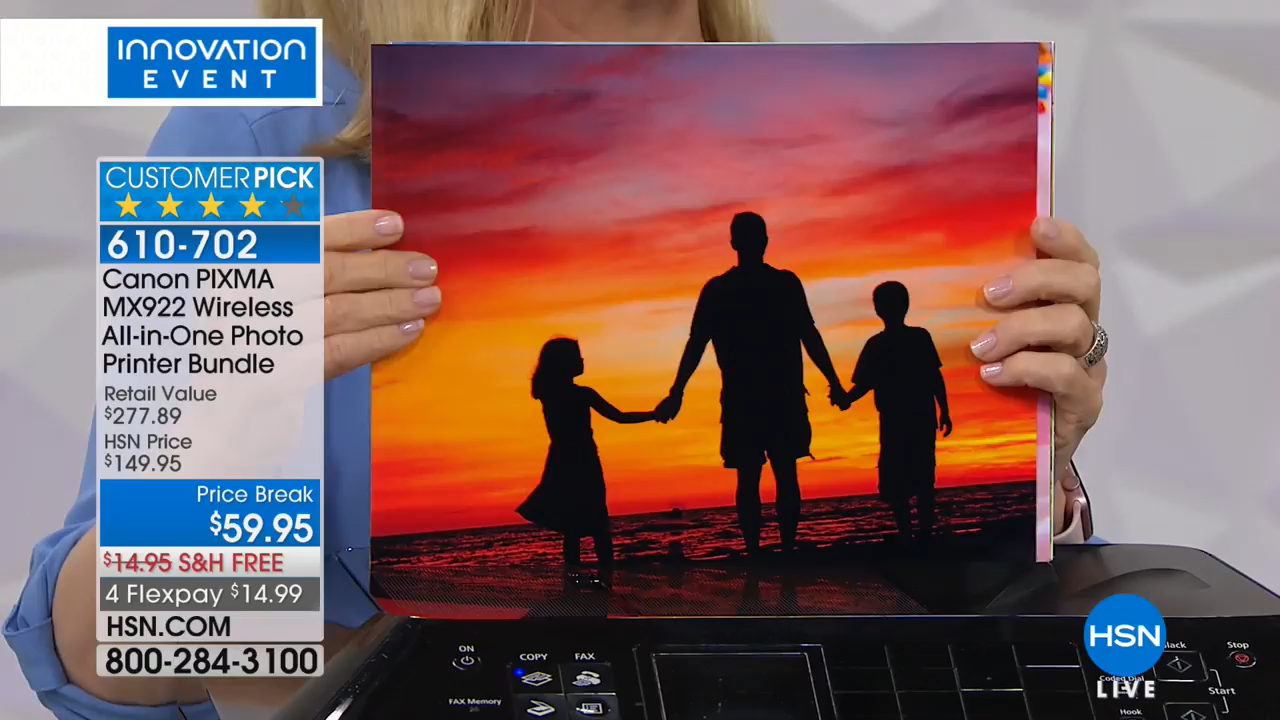 INNOVATION
EVENT
CUSTOMER PICK
610-702
Canon PIXMA
MX922 Wireless
All-in-One Photo
Printer Bundle
Retail Value
$277.89
HSN Price
$149.95
Price Break
$59.95
$14.95 S&H FREE
4 Flexpay $14.99
HSN.COM
800-284-3100
ON
COPY
FAX
FAX Memory
HSN
LIVE
Stop
Coded Dial
Start
Hook